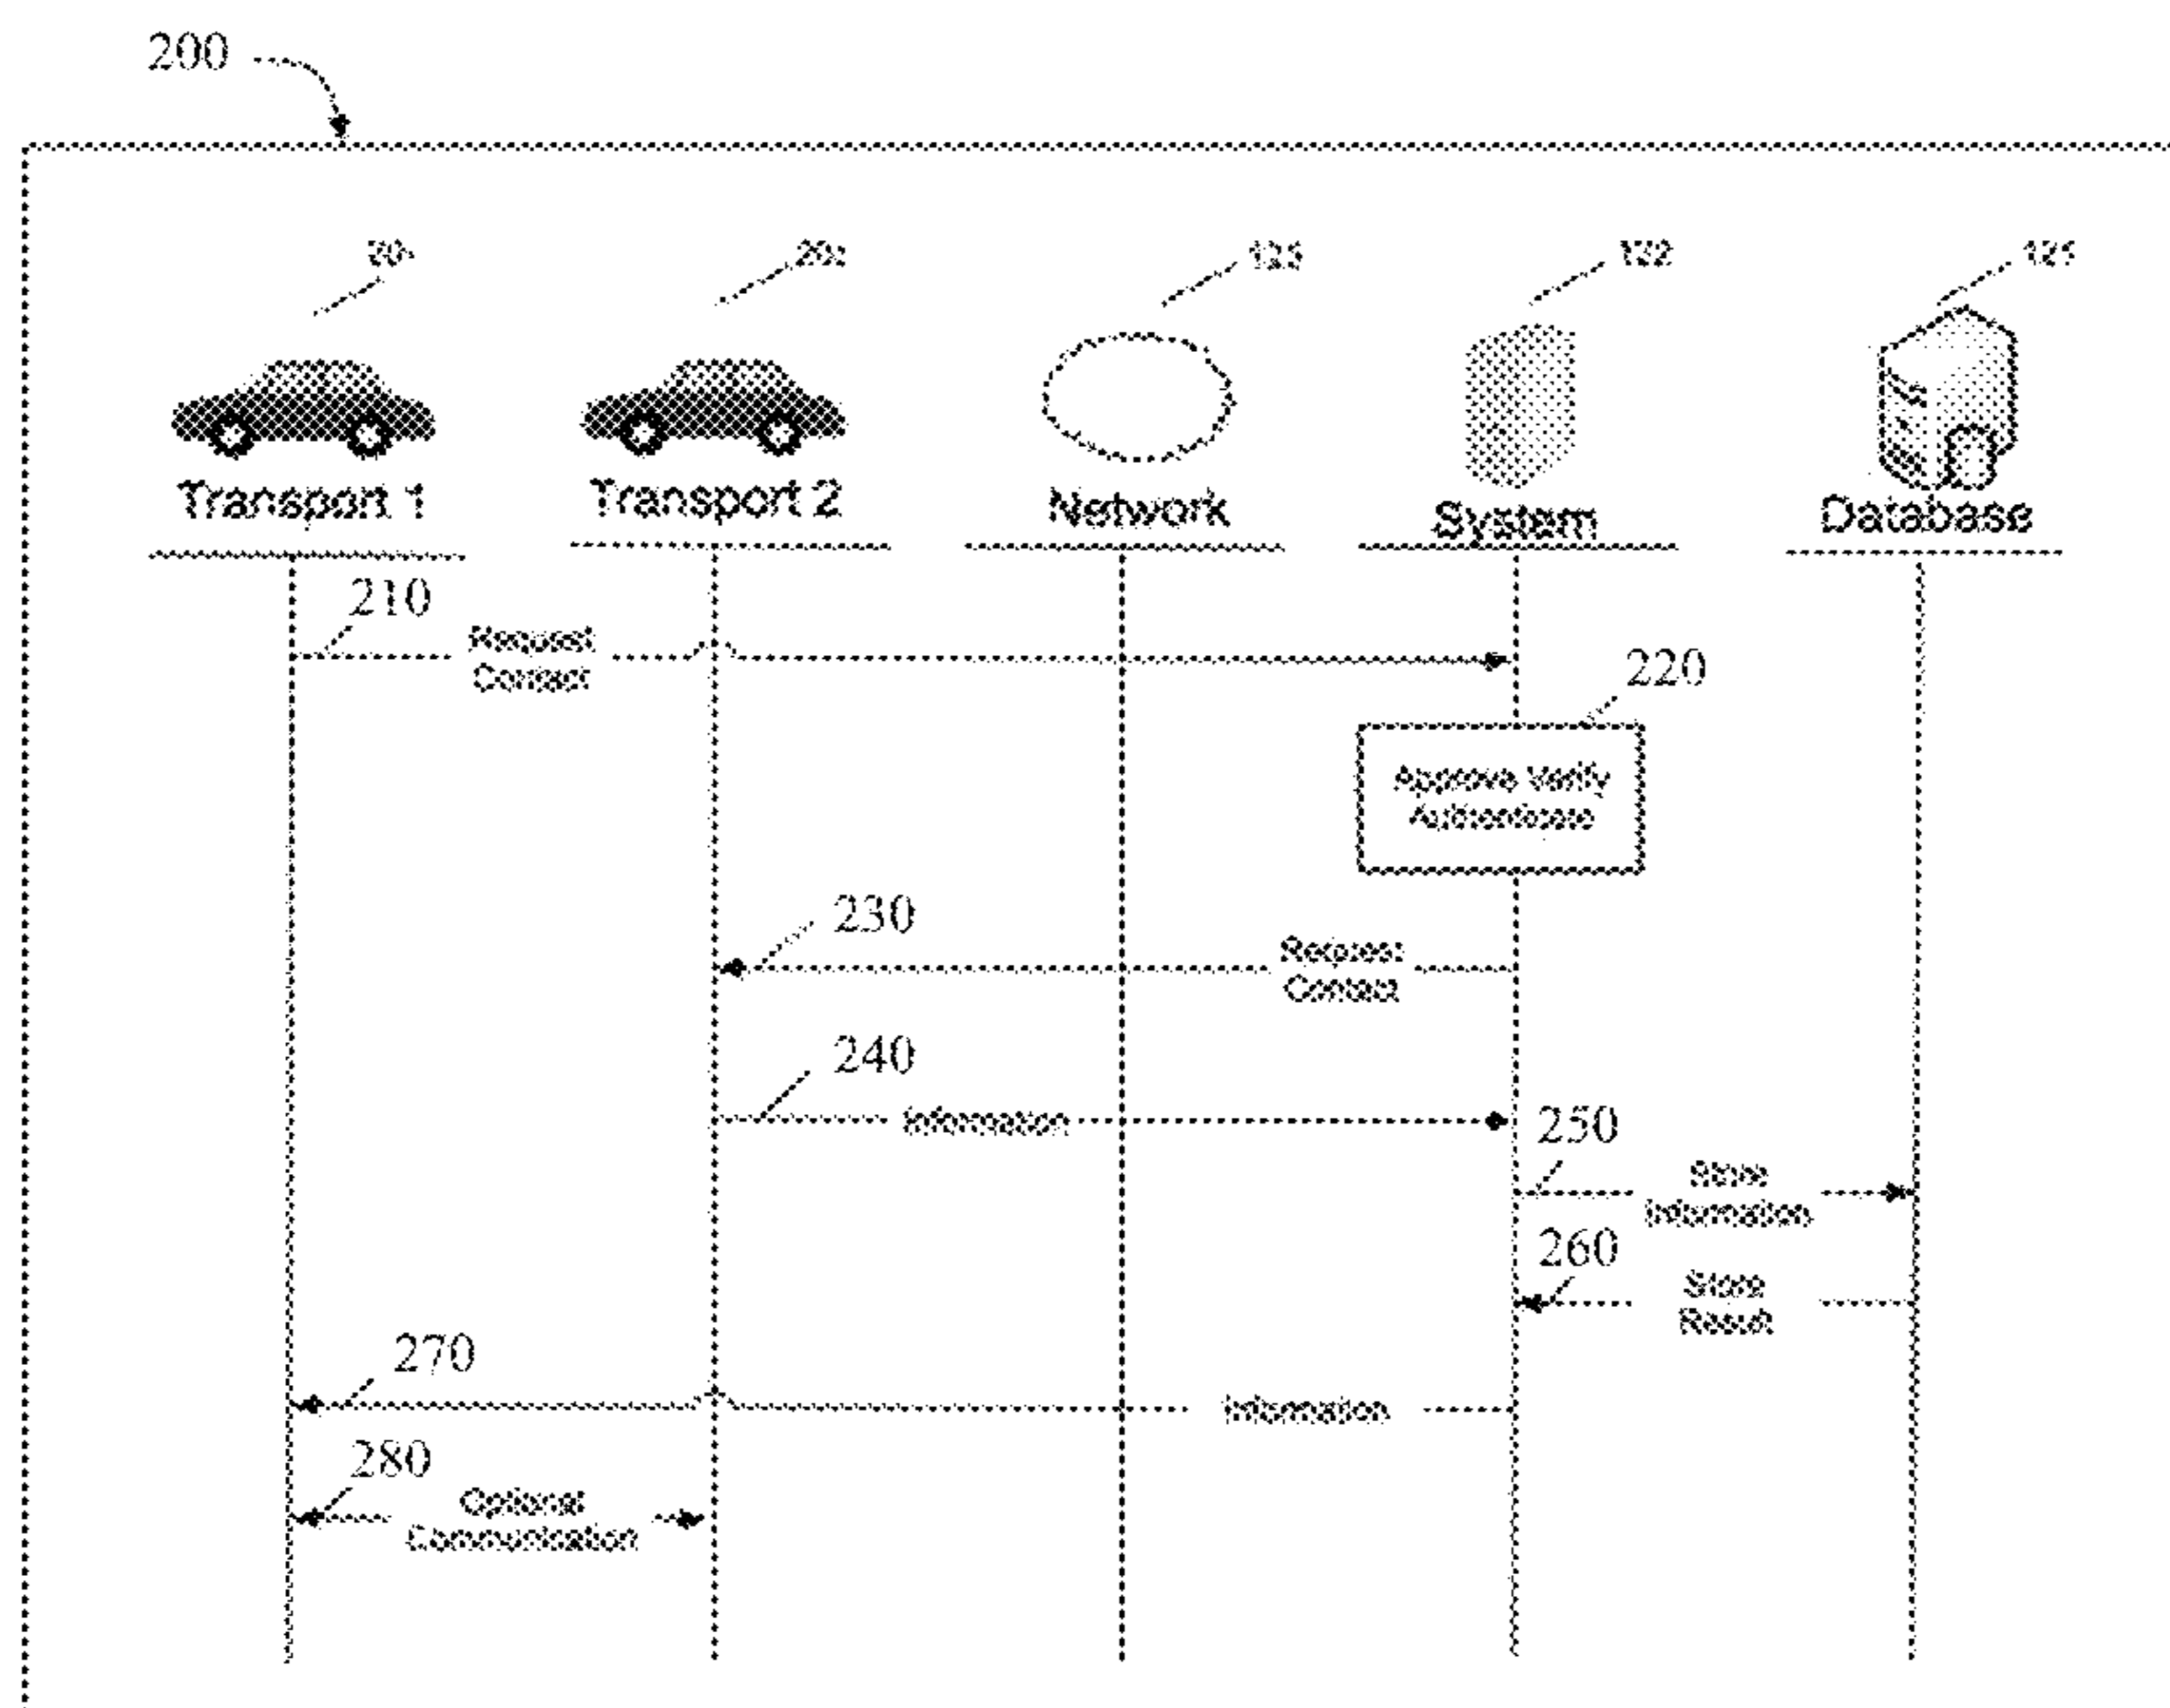 200
Transport 1
Transport 2
Network
System
Database
210
Request
Contact
220
Approve Verify
Authenticate
230
Request
Contact
240
Information
250
Store
Information
260
Store
Result
270
Information
280
Optional
Communication